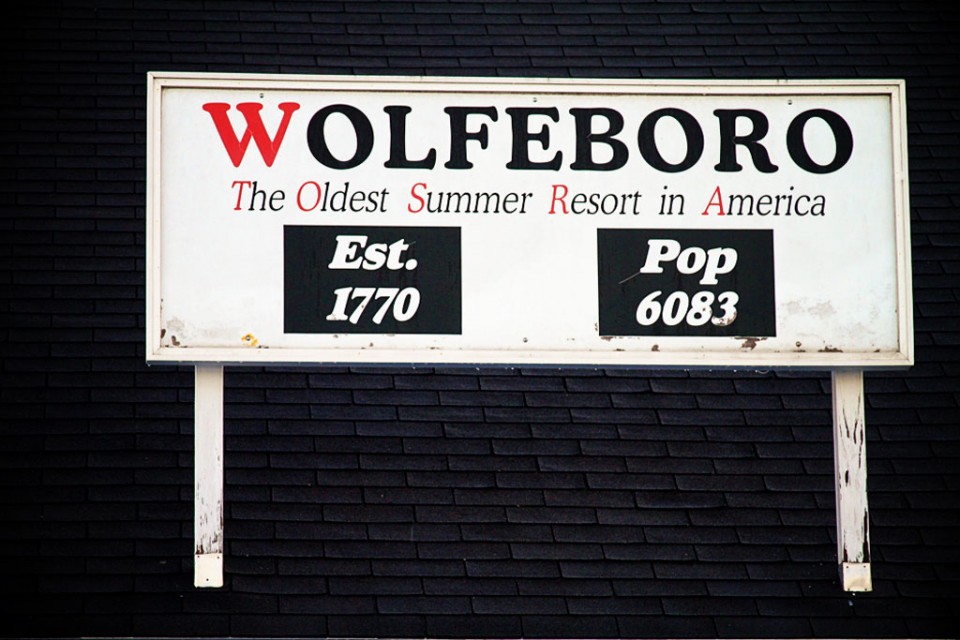 WOLFEBORO
The Oldest Summer Resort in America
Est.
1770
Pop
6083